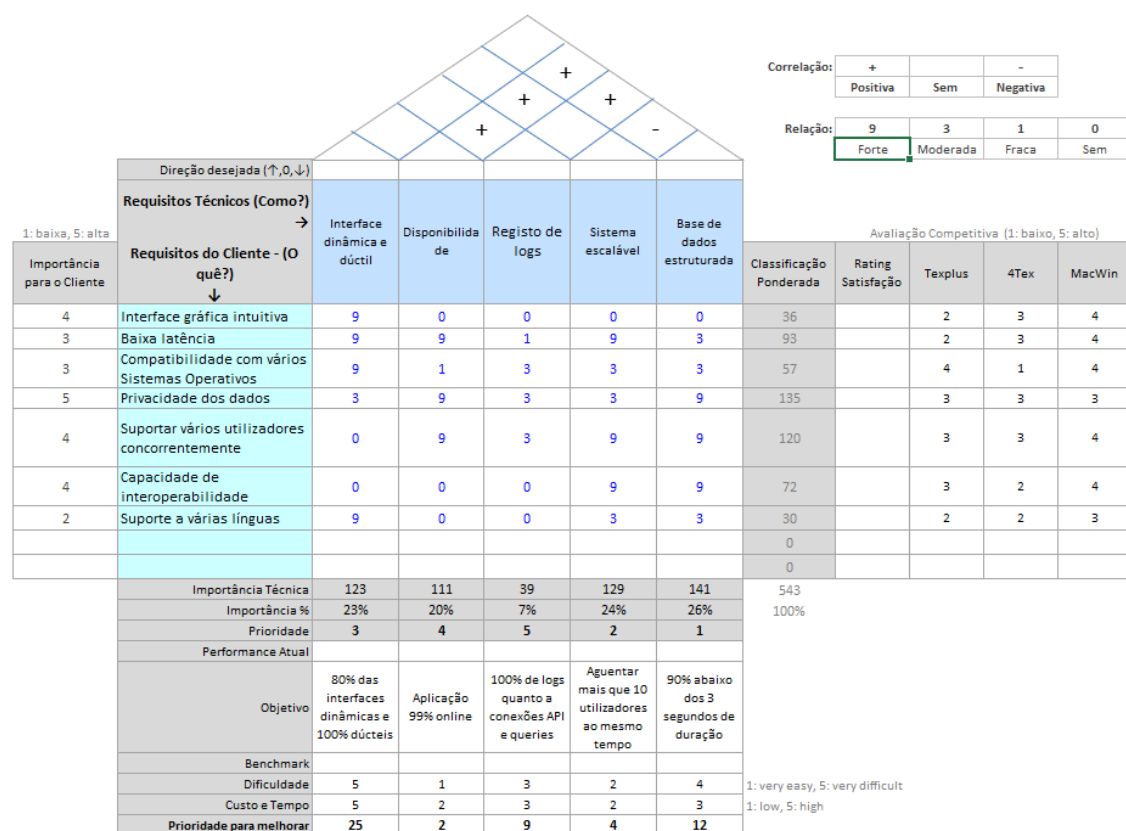 +
+
+
+
-
Correlação: + -
Positiva Sem Negativa
Relação: 9 3 1 0
Forte Moderada Fraca Sem
Direção desejada (↑,0,↓)
1: baixa, 5: alta
Importância
para o Cliente
Requisitos Técnicos (Como?)
→
Requisitos do Cliente - (O
quê?)
↓
Interface
dinâmica e
dúctil
Disponibilida
de
Registo de
logs
Sistema
escalável
Base de
dados
estruturada
Avaliação Competitiva (1: baixo, 5: alto)
Classificação
Ponderada
Rating
Satisfação
Texplus
4Tex
MacWin
4 Interface gráfica intuitiva 9 0 0 0 0 36 2 3 4
3 Baixa latência 9 9 1 9 3 93 2 3 4
3 Compatibilidade com vários
Sistemas Operativos 9 1 3 3 3 57 4 1 4
5 Privacidade dos dados 3 9 3 3 9 135 3 3 3
4 Suportar vários utilizadores
concorrentemente 0 9 3 9 9 120 3 3 4
4 Capacidade de
interoperabilidade 0 0 0 9 9 72 3 2 4
2 Suporte a várias línguas 9 0 0 3 3 30 2 2 3
0
0
Importância Técnica 123 111 39 129 141 543
Importância % 23% 20% 7% 24% 26% 100%
Prioridade 3 4 5 2 1
Performance Atual
Objetivo
80% das
interfaces
dinâmicas e
100% dúcteis
Aplicação
99% online
100% de logs
quanto a
conexões API
e queries
Aguentar
mais que 10
utilizadores
ao mesmo
tempo
90% abaixo
dos 3
segundos de
duração
Benchmark
Dificuldade 5 1 3 2 4 1: very easy, 5: very difficult
Custo e Tempo 5 2 3 2 3 1: low, 5: high
Prioridade para melhorar 25 2 9 4 12